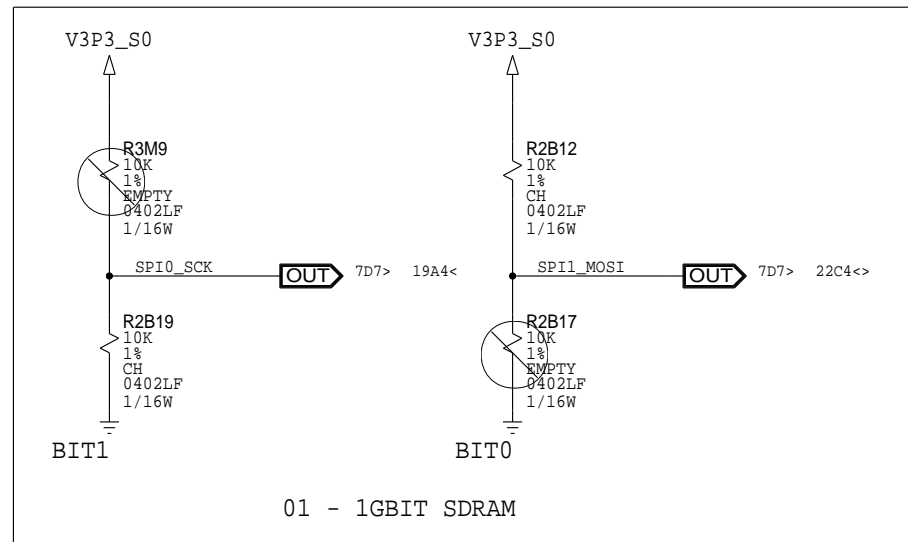 V3P3_S0
R3M9
10K
1%
EMPTY
0402LF
1/16W
SPI0_SCK
OUT
7D7> 19A4<
R2B19
10K
1%
CH
0402LF
1/16W
BIT1
V3P3_S0
R2B12
10K
1%
CH
0402LF
1/16W
SPI1_MOSI
OUT
7D7> 22C4<>
R2B17
10K
1%
EMPTY
0402LF
1/16W
BIT0
01 - 1GBIT SDRAM